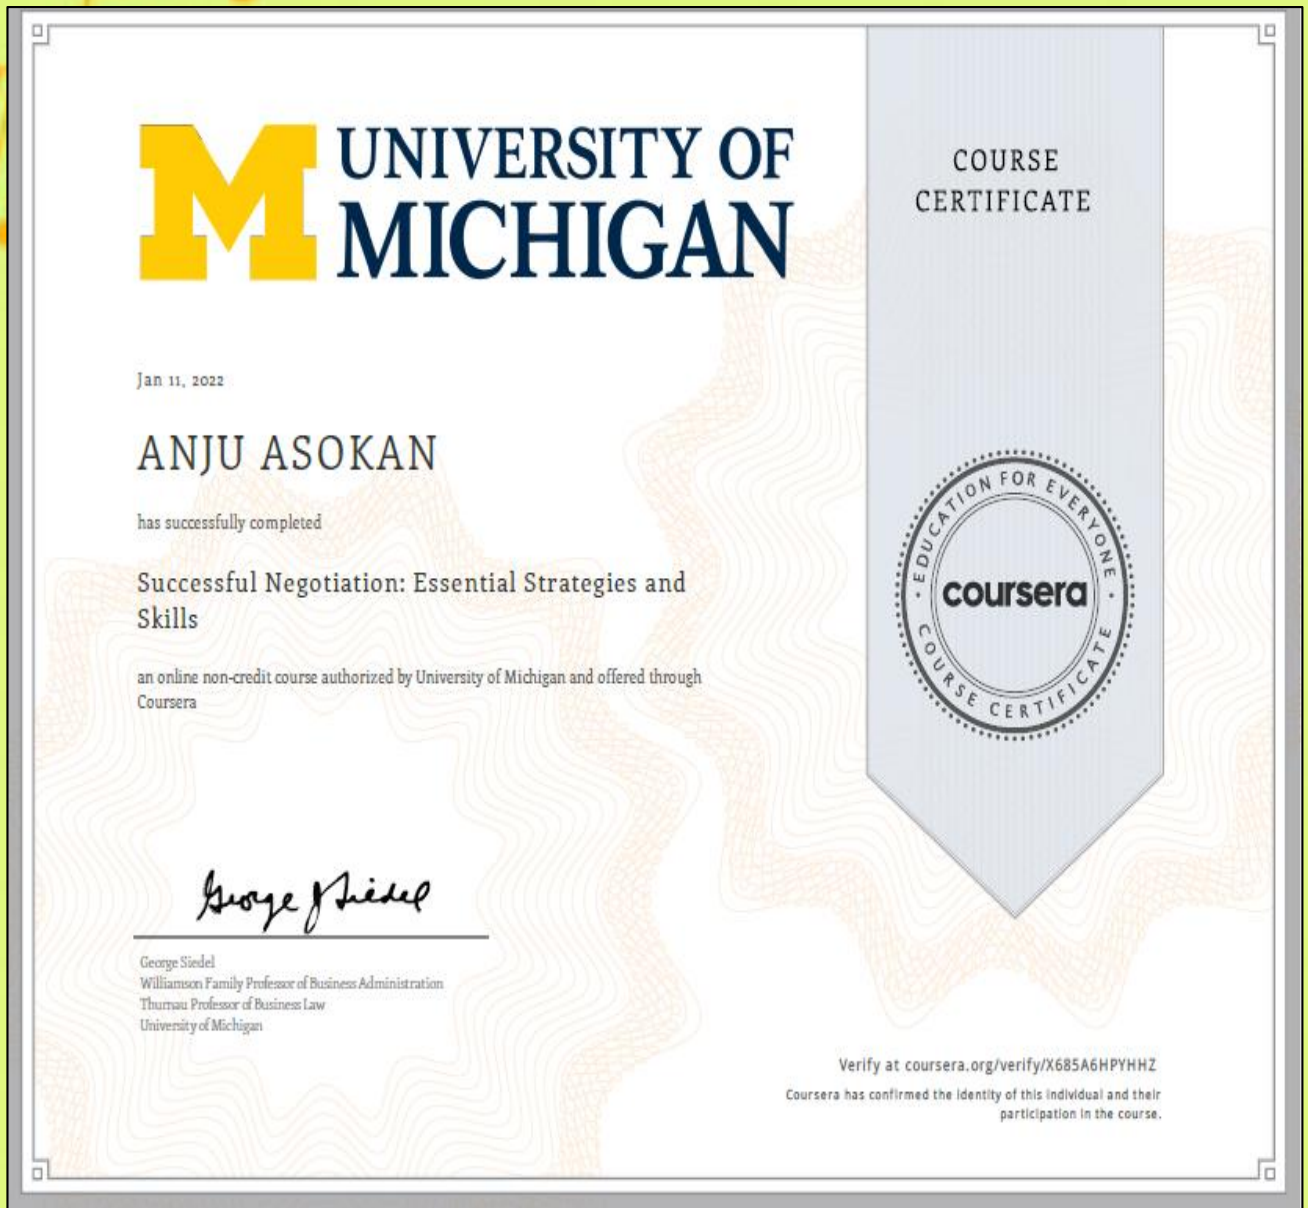 UNIVERSITY OF
MICHIGAN
COURSE
CERTIFICATE
Jan 11, 2022
ANJU ASOKAN
has successfully completed
Successful Negotiation: Essential Strategies and
Skills
an online non-credit course authorized by University of Michigan and offered through
Coursera
EDUCATION FOR EVERYONE
coursera
COURSE CERTIFICATE
George J Siedel
George Siedel
Williamson Family Professor of Business Administration
Thurnau Professor of Business Law
University of Michigan
Verify at coursera.org/verify/X685A6HPYHHZ
Coursera has confirmed the identity of this individual and their
participation in the course.